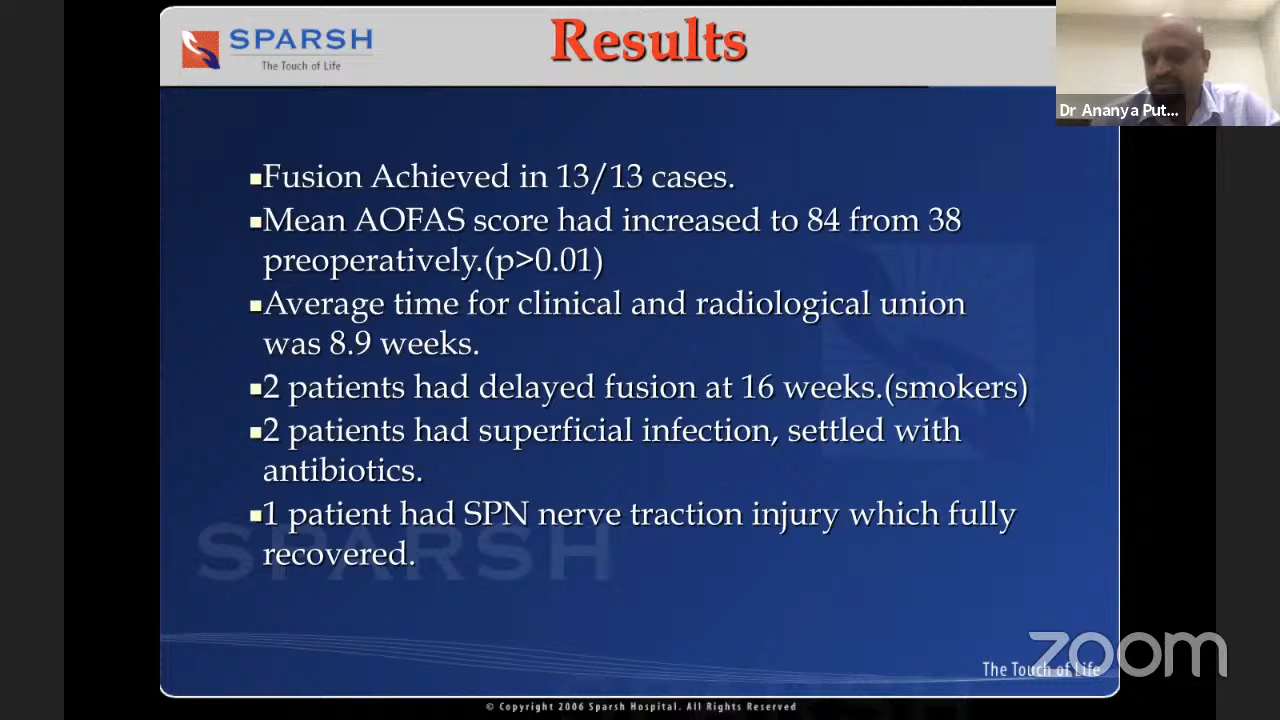 SPARSH
The Touch of Life
Results
Dr Ananya Put...
■Fusion Achieved in 13/13 cases.
■Mean AOFAS score had increased to 84 from 38
preoperatively.(p>0.01)
■Average time for clinical and radiological union
was 8.9 weeks.
■2 patients had delayed fusion at 16 weeks.(smokers)
■2 patients had superficial infection, settled with
antibiotics.
■1 patient had SPN nerve traction injury which fully
recovered.
SPARSH
zoom
The Touch of Life
© Copyright 2006 Sparsh Hospital. All Rights Reserved